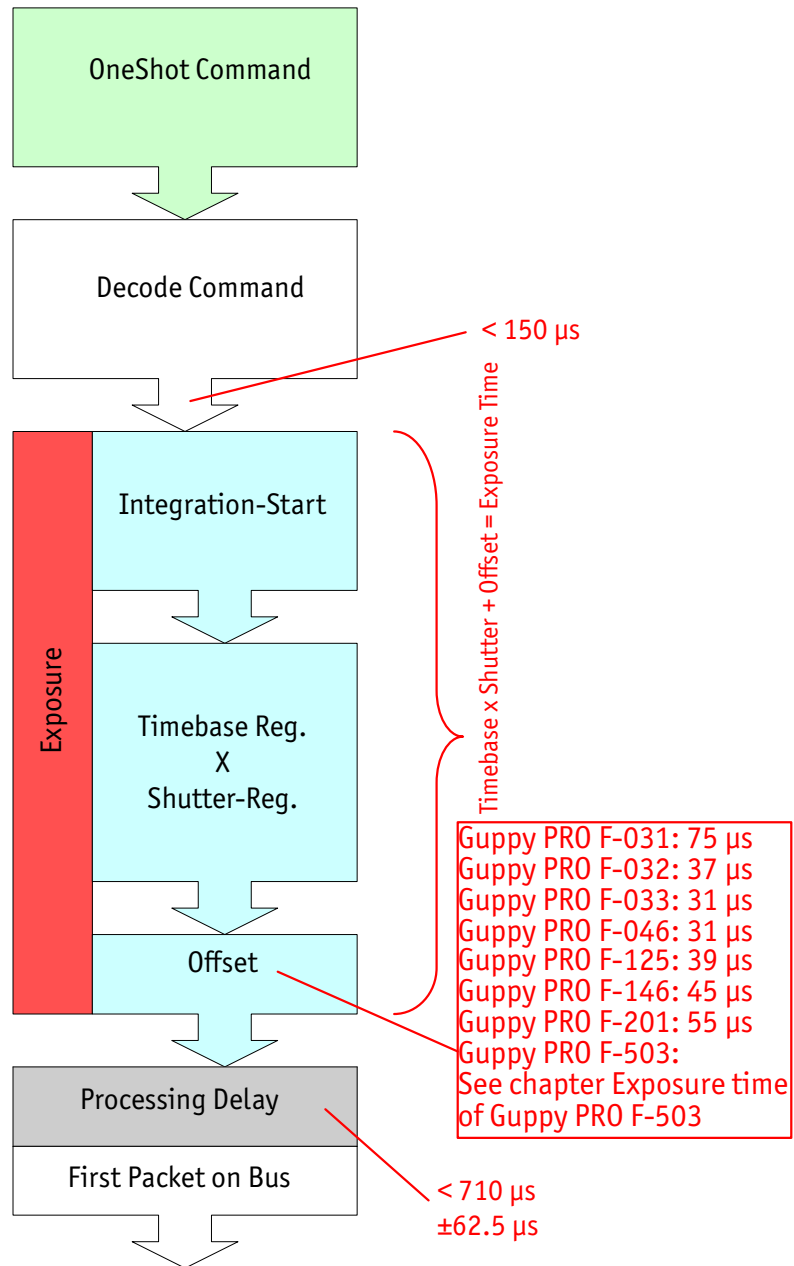 OneShot Command
Decode Command
< 150 µs
Integration-Start
Timebase x Shutter + Offset = Exposure Time
Exposure
Timebase Reg.
X
Shutter-Reg.
Guppy PRO F-031: 75 µs
Guppy PRO F-032: 37 µs
Guppy PRO F-033: 31 µs
Guppy PRO F-046: 31 µs
Guppy PRO F-125: 39 µs
Guppy PRO F-146: 45 µs
Guppy PRO F-201: 55 µs
Guppy PRO F-503:
See chapter Exposure time
of Guppy PRO F-503
Offset
Processing Delay
First Packet on Bus
< 710 µs
±62.5 µs